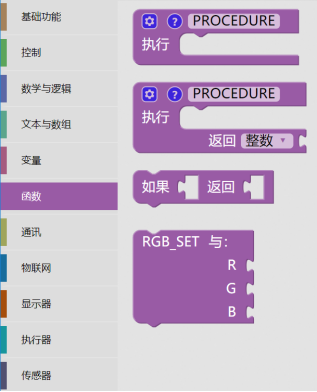 基础功能
控制
数学与逻辑
文本与数组
变量
函数
通讯
物联网
显示器
执行器
传感器
? PROCEDURE
执行
? PROCEDURE
执行
返回 整数
如果 返回
RGB_SET 与:
R
G
B